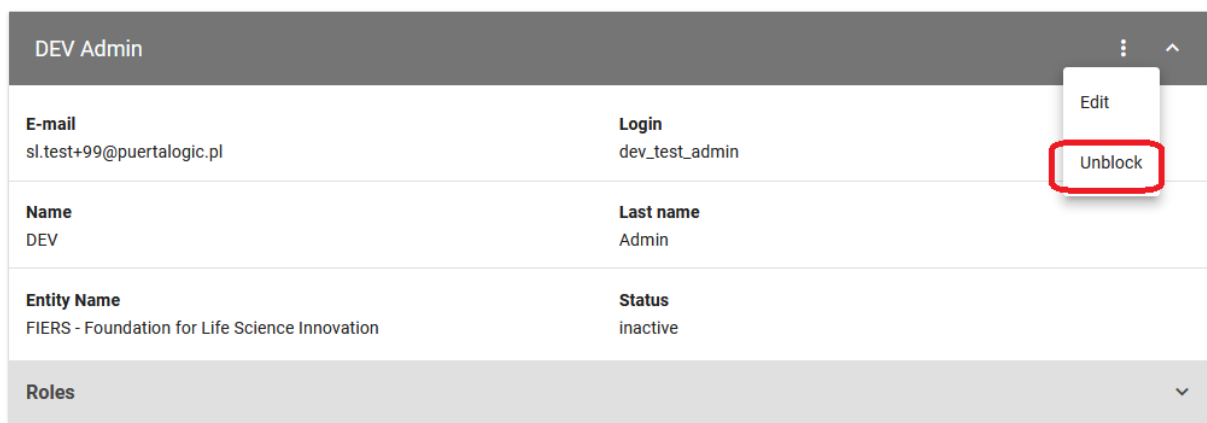 DEV Admin
Edit
Unblock
E-mail
sl.test+99@puertalogic.pl
Login
dev_test_admin
Name
DEV
Last name
Admin
Entity Name
FIERS - Foundation for Life Science Innovation
Status
inactive
Roles